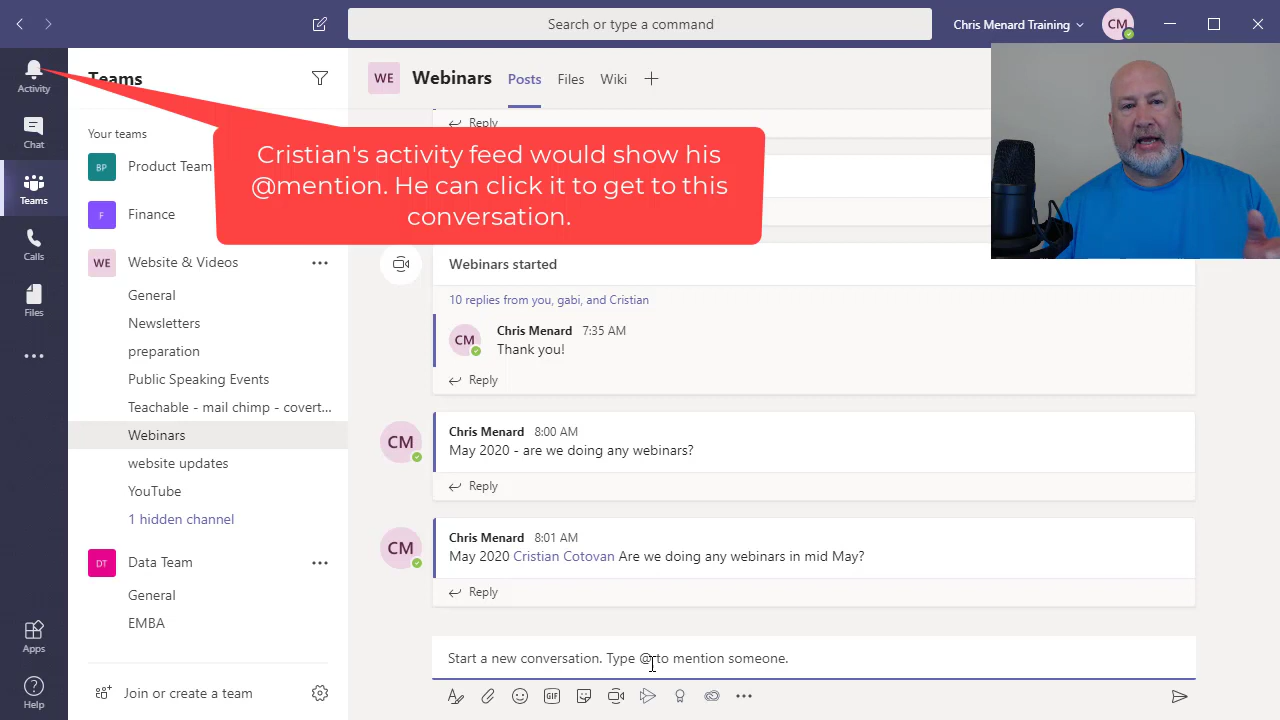 Search or type a command
Chris Menard Training
CM
Activity
Chat
Teams
Calls
Files
Apps
Help
Teams
Your teams
BP Product Team
F Finance
WE Website & Videos
General
Newsletters
preparation
Public Speaking Events
Teachable - mail chimp - covert...
Webinars
website updates
YouTube
1 hidden channel
DT Data Team
General
EMBA
Join or create a team
WE Webinars Posts Files Wiki
Reply
Cristian's activity feed would show his
@mention. He can click it to get to this
conversation.
Webinars started
10 replies from you, gabi, and Cristian
CM Chris Menard 7:35 AM
Thank you!
Reply
CM Chris Menard 8:00 AM
May 2020 - are we doing any webinars?
Reply
CM Chris Menard 8:01 AM
May 2020 Cristian Cotovan Are we doing any webinars in mid May?
Reply
Start a new conversation. Type @ to mention someone.
GIF